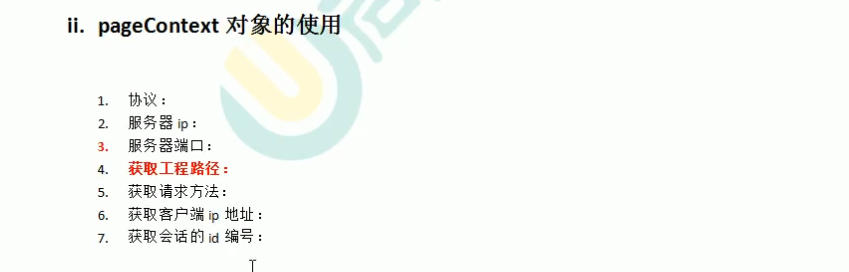 ii. pageContext 对象的使用
1. 协议：
2. 服务器 ip：
3. 服务器端口：
4. 获取工程路径：
5. 获取请求方法：
6. 获取客户端 ip 地址：
7. 获取会话的 id 编号：